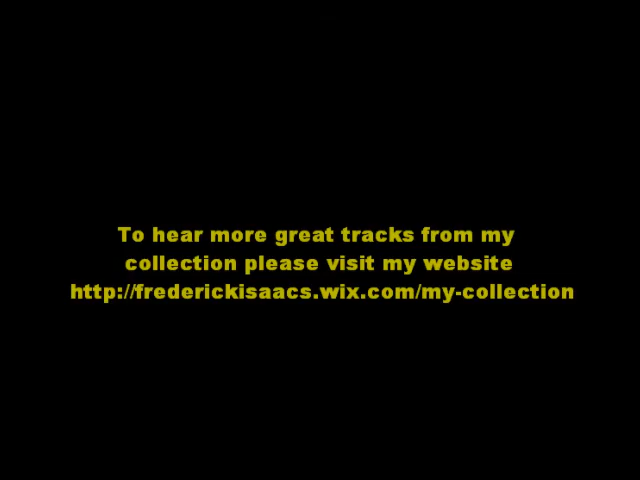 To hear more great tracks from my
collection please visit my website
http://frederickisaacs.wix.com/my-collection